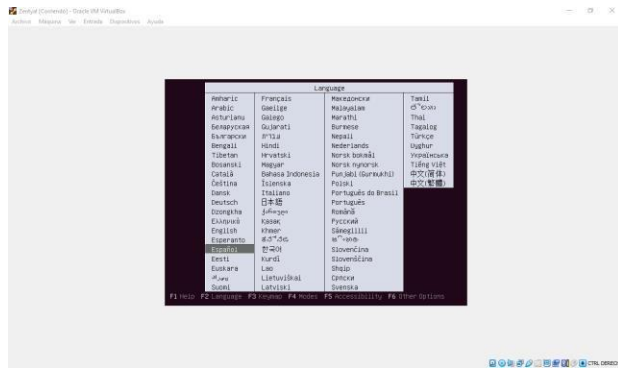 Zentyal [Corriendo] - Oracle VM VirtualBox
Archivo Máquina Ver Entrada Dispositivos Ayuda
Language
Amharic
Arabic
Asturianu
Беларуская
Български
Bengali
Tibetan
Bosanski
Català
Čeština
Dansk
Deutsch
Dzongkha
Ελληνικά
English
Esperanto
Español
Eesti
Euskara
Suomi
Français
Gaeilge
Galego
Gujarati
עברית
Hindi
Hrvatski
Magyar
Bahasa Indonesia
Íslenska
Italiano
日本語
ქართული
Қазақ
Khmer
한국어
Kurdî
Lao
Lietuviškai
Latviski
Македонски
Malayalam
Marathi
Burmese
Nepali
Nederlands
Norsk bokmål
Norsk nynorsk
Punjabi (Gurmukhi)
Polski
Português do Brasil
Português
Română
Русский
Sámegillii
Slovenčina
Slovenščina
Shqip
Српски
Svenska
Tamil
Thai
Tagalog
Türkçe
Uyghur
Українська
Tiếng Việt
中文(简体)
中文(繁體)
F1 Help F2 Language F3 Keymap F4 Modes F5 Accessibility F6 Other Options
CTRL DERECHO